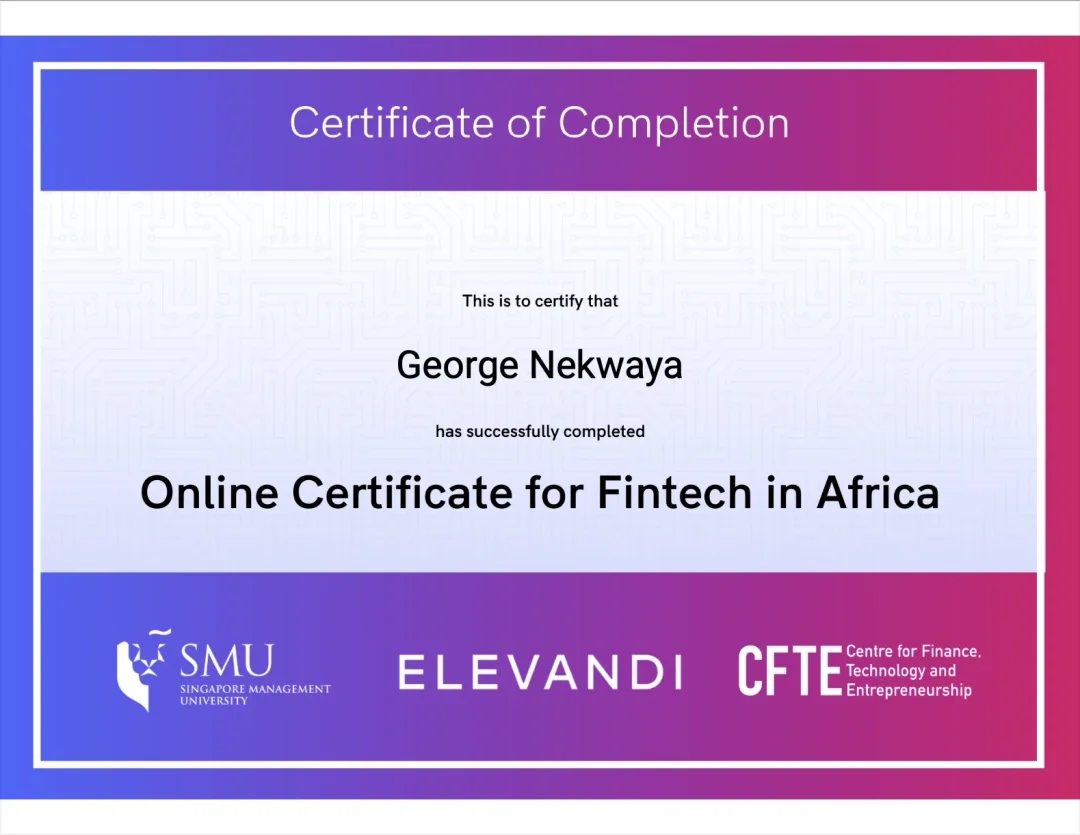 Certificate of Completion
This is to certify that
George Nekwaya
has successfully completed
Online Certificate for Fintech in Africa
SMU
SINGAPORE MANAGEMENT
UNIVERSITY
ELEVANDI
CFTE
Centre for Finance,
Technology and
Entrepreneurship